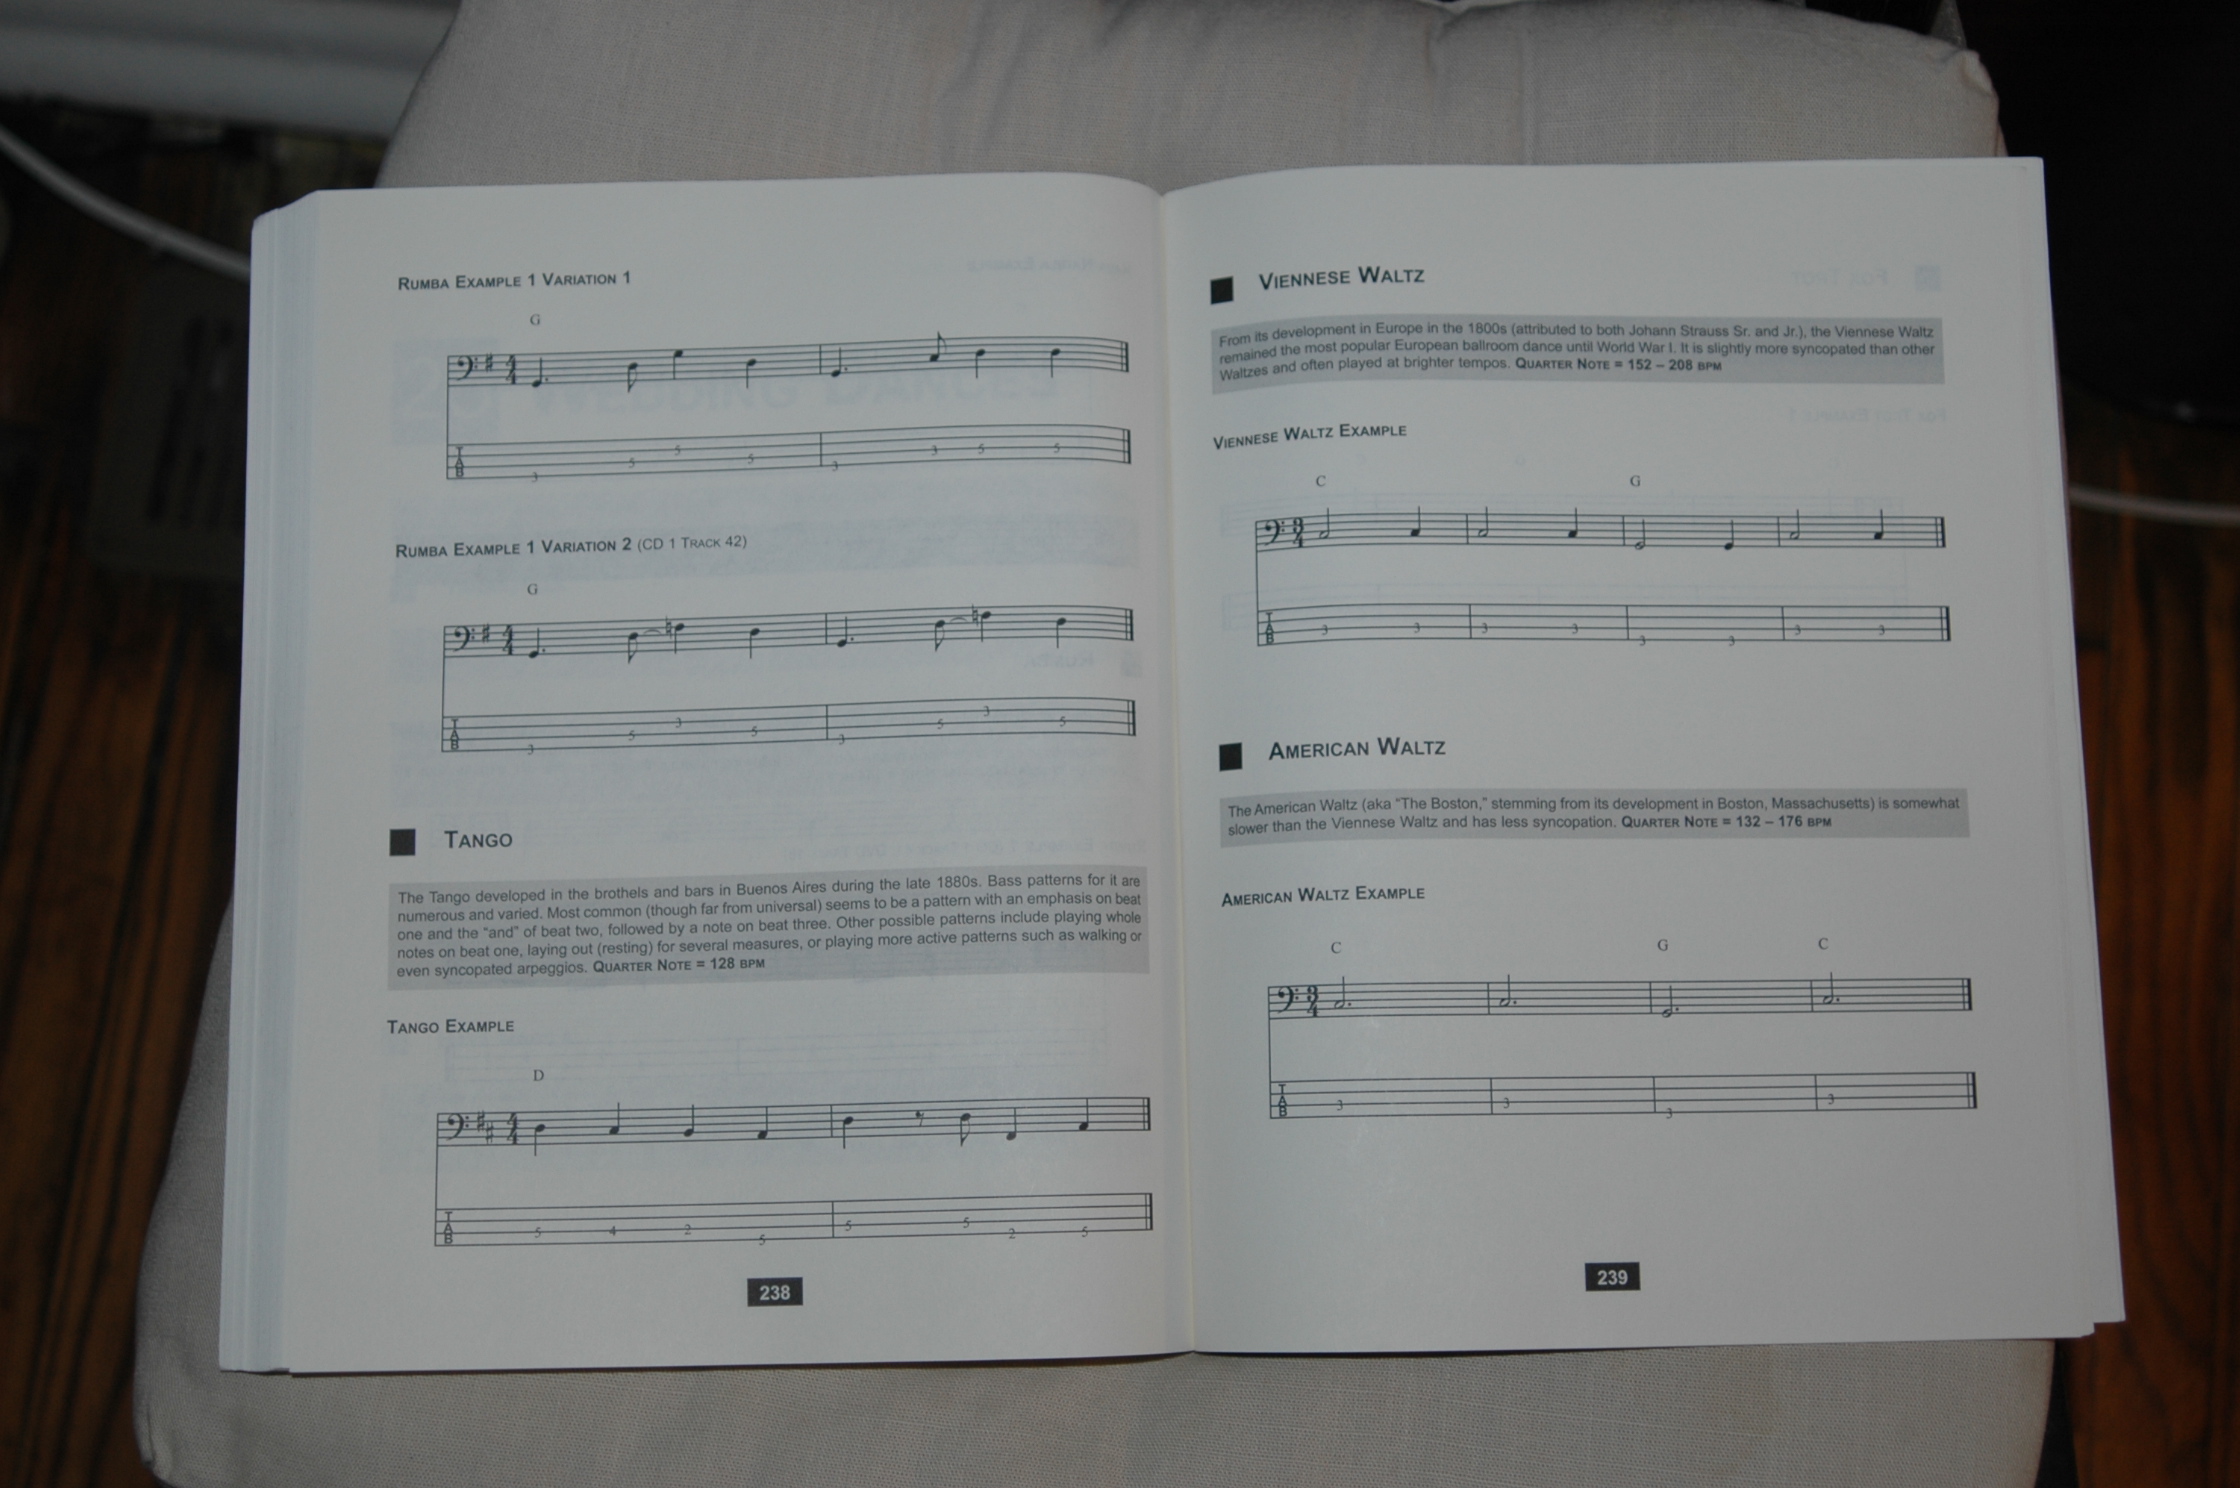 RUMBA EXAMPLE 1 VARIATION 1
G
4
4
T
A
B
3 5 5 5 3 3 5 5
RUMBA EXAMPLE 1 VARIATION 2 (CD 1 TRACK 42)
G
4
4
T
A
B
3 5 3 5 3 5 3 5
TANGO
The Tango developed in the brothels and bars in Buenos Aires during the late 1880s. Bass patterns for it are
numerous and varied. Most common (though far from universal) seems to be a pattern with an emphasis on beat
one and the “and” of beat two, followed by a note on beat three. Other possible patterns include playing whole
notes on beat one, laying out (resting) for several measures, or playing more active patterns such as walking or
even syncopated arpeggios. QUARTER NOTE = 128 BPM
TANGO EXAMPLE
D
4
4
T
A
B
5 4 2 5 5 5 2 5
238
VIENNESE WALTZ
From its development in Europe in the 1800s (attributed to both Johann Strauss Sr. and Jr.), the Viennese Waltz
remained the most popular European ballroom dance until World War I. It is slightly more syncopated than other
Waltzes and often played at brighter tempos. QUARTER NOTE = 152 – 208 BPM
VIENNESE WALTZ EXAMPLE
C G
3
4
T
A
B
3 3 3 3 3 3 3 3
AMERICAN WALTZ
The American Waltz (aka “The Boston,” stemming from its development in Boston, Massachusetts) is somewhat
slower than the Viennese Waltz and has less syncopation. QUARTER NOTE = 132 – 176 BPM
AMERICAN WALTZ EXAMPLE
C G C
3
4
T
A
B
3 3 3 3
239